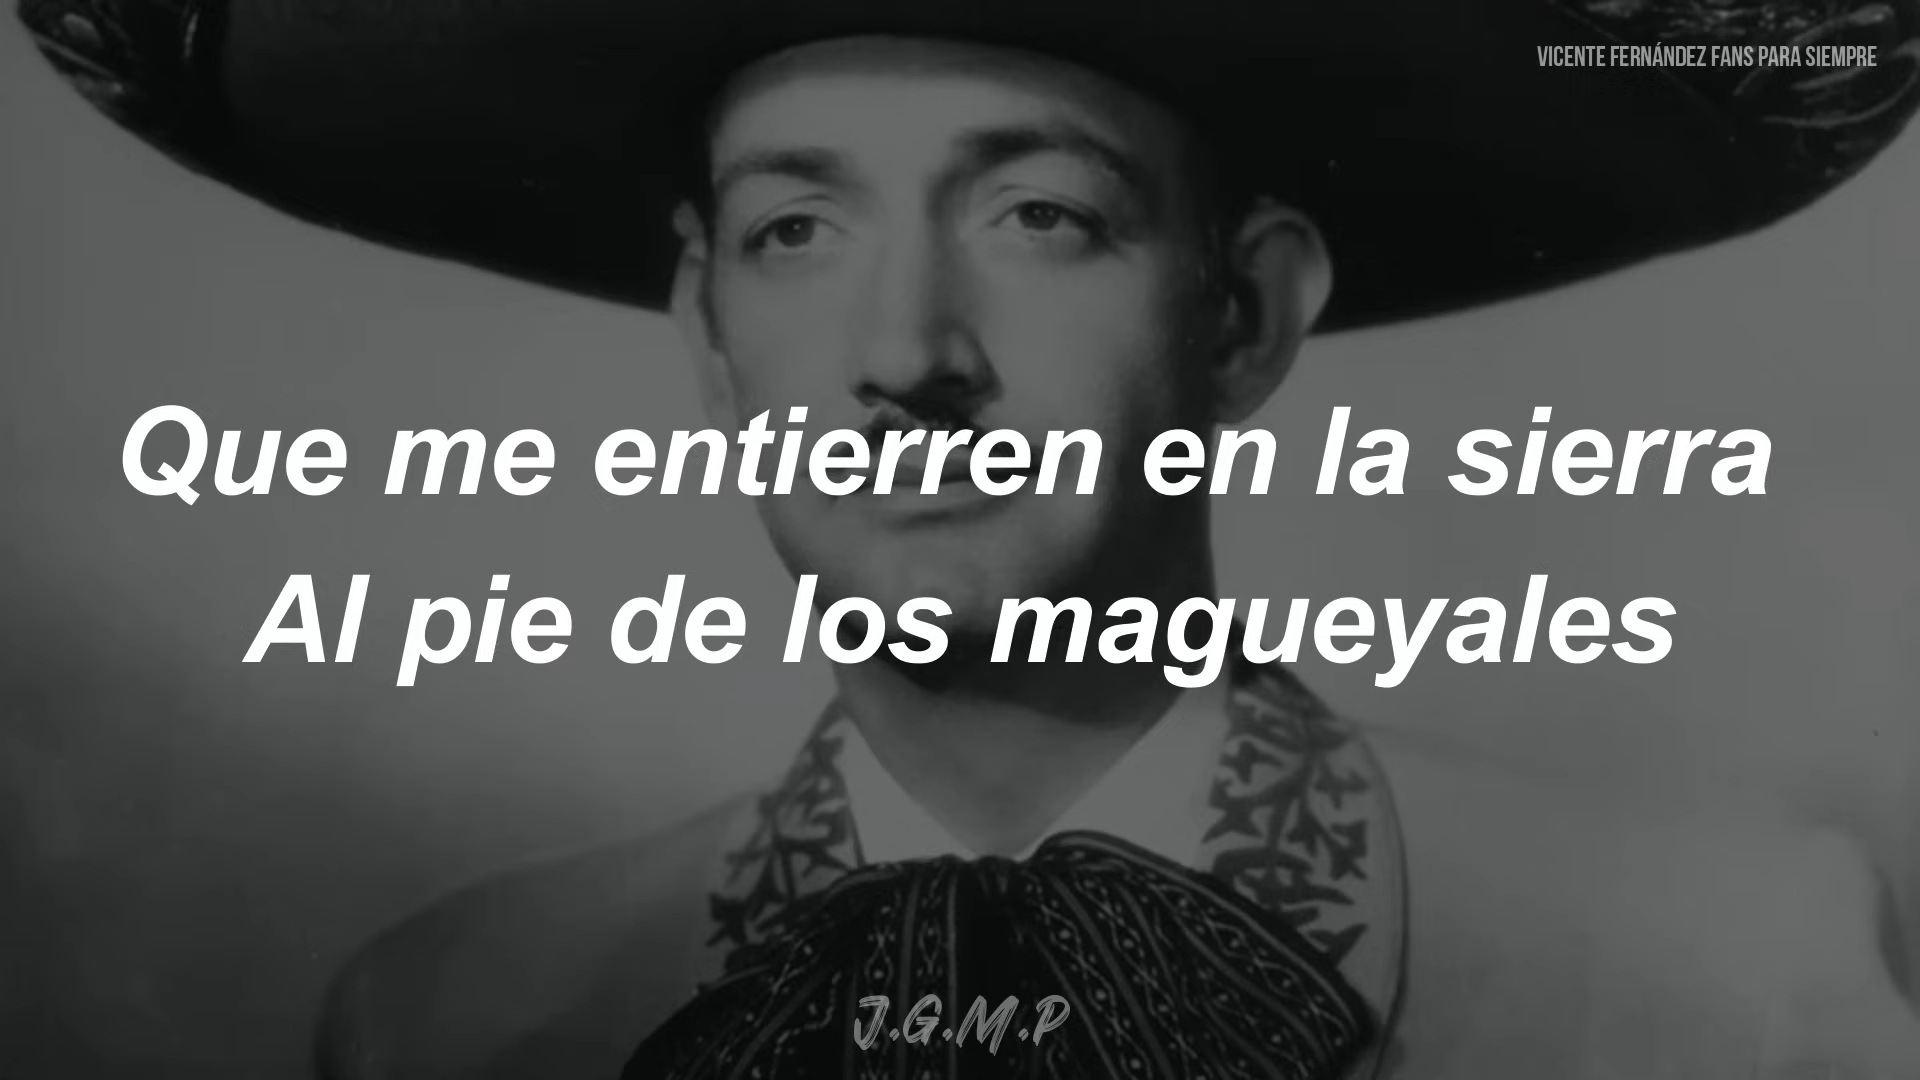 VICENTE FERNÁNDEZ FANS PARA SIEMPRE
Que me entierren en la sierra
Al pie de los magueyales
J.G.M.P